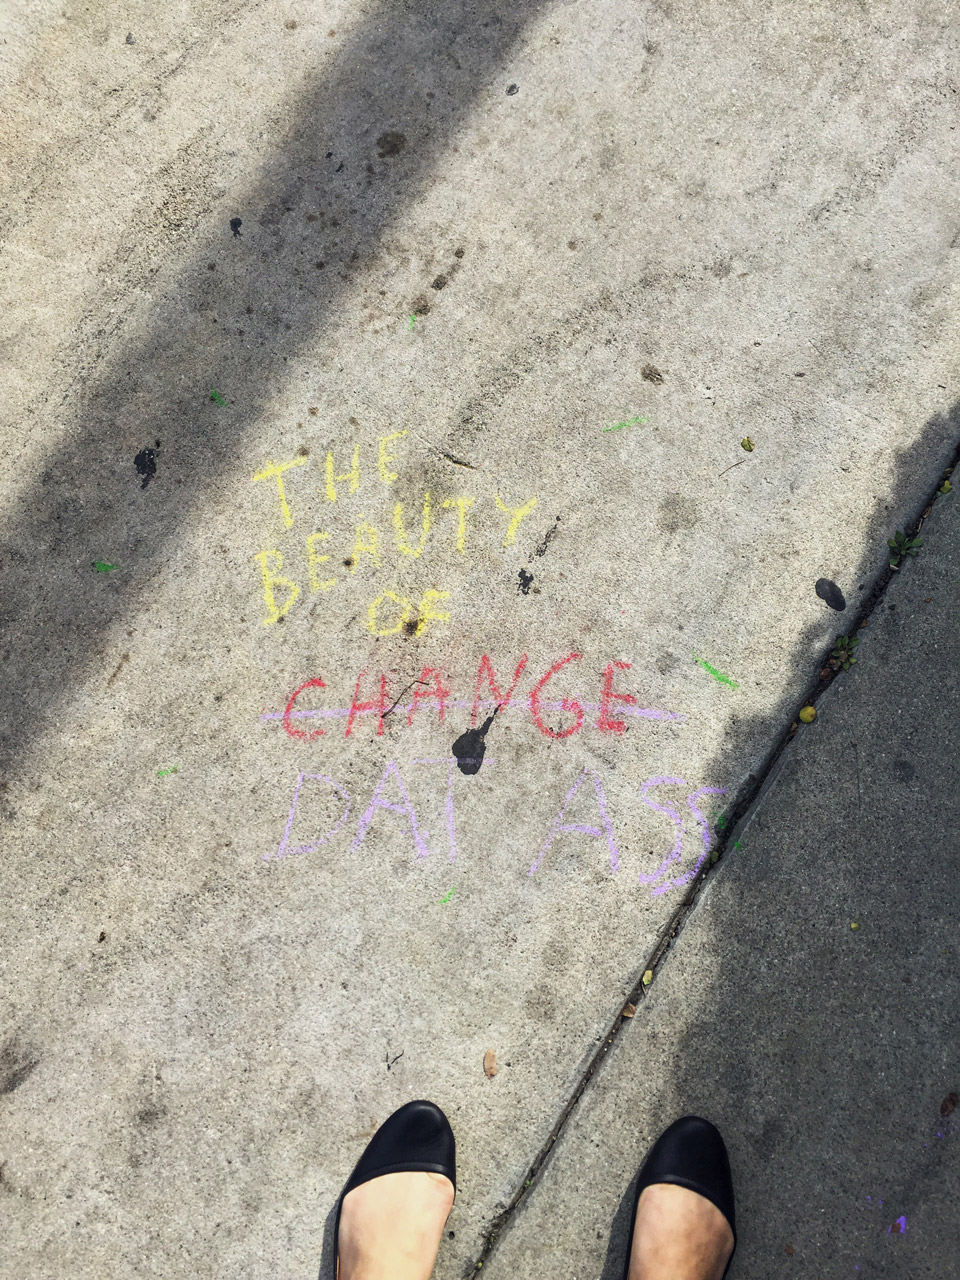 THE
BEAUTY
OF
CHANGE
DAT ASS